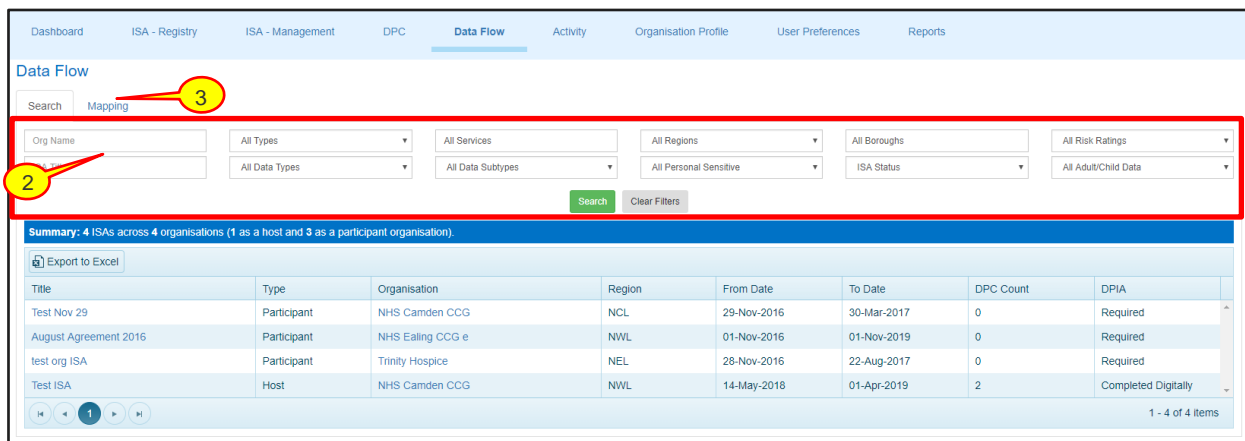 Dashboard ISA - Registry ISA - Management DPC Data Flow Activity Organisation Profile User Preferences Reports
Data Flow
Search Mapping 3
Org Name All Types All Services All Regions All Boroughs All Risk Ratings
2 All Data Types All Data Subtypes All Personal Sensitive ISA Status All Adult/Child Data
Search Clear Filters
Summary: 4 ISAs across 4 organisations (1 as a host and 3 as a participant organisation).
Export to Excel
Title Type Organisation Region From Date To Date DPC Count DPIA
Test Nov 29 Participant NHS Camden CCG NCL 29-Nov-2016 30-Mar-2017 0 Required
August Agreement 2016 Participant NHS Ealing CCG e NWL 01-Nov-2016 01-Nov-2019 0 Required
test org ISA Participant Trinity Hospice NEL 28-Nov-2016 22-Aug-2017 0 Required
Test ISA Host NHS Camden CCG NWL 14-May-2018 01-Apr-2019 2 Completed Digitally
1 1 - 4 of 4 items